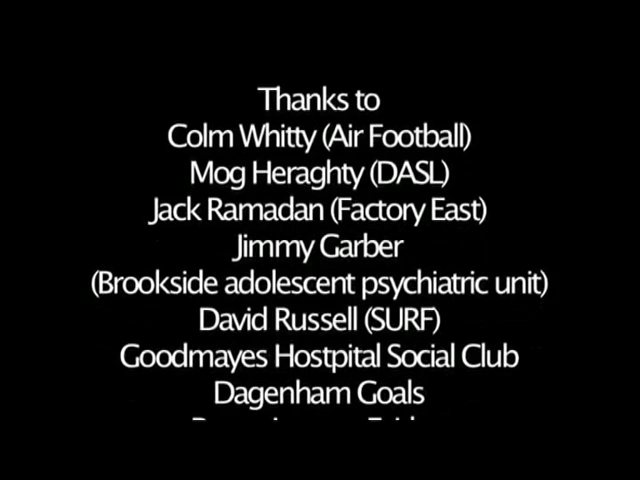 Thanks to
Colm Whitty (Air Football)
Mog Heraghty (DASL)
Jack Ramadan (Factory East)
Jimmy Garber
(Brookside adolescent psychiatric unit)
David Russell (SURF)
Goodmayes Hostpital Social Club
Dagenham Goals